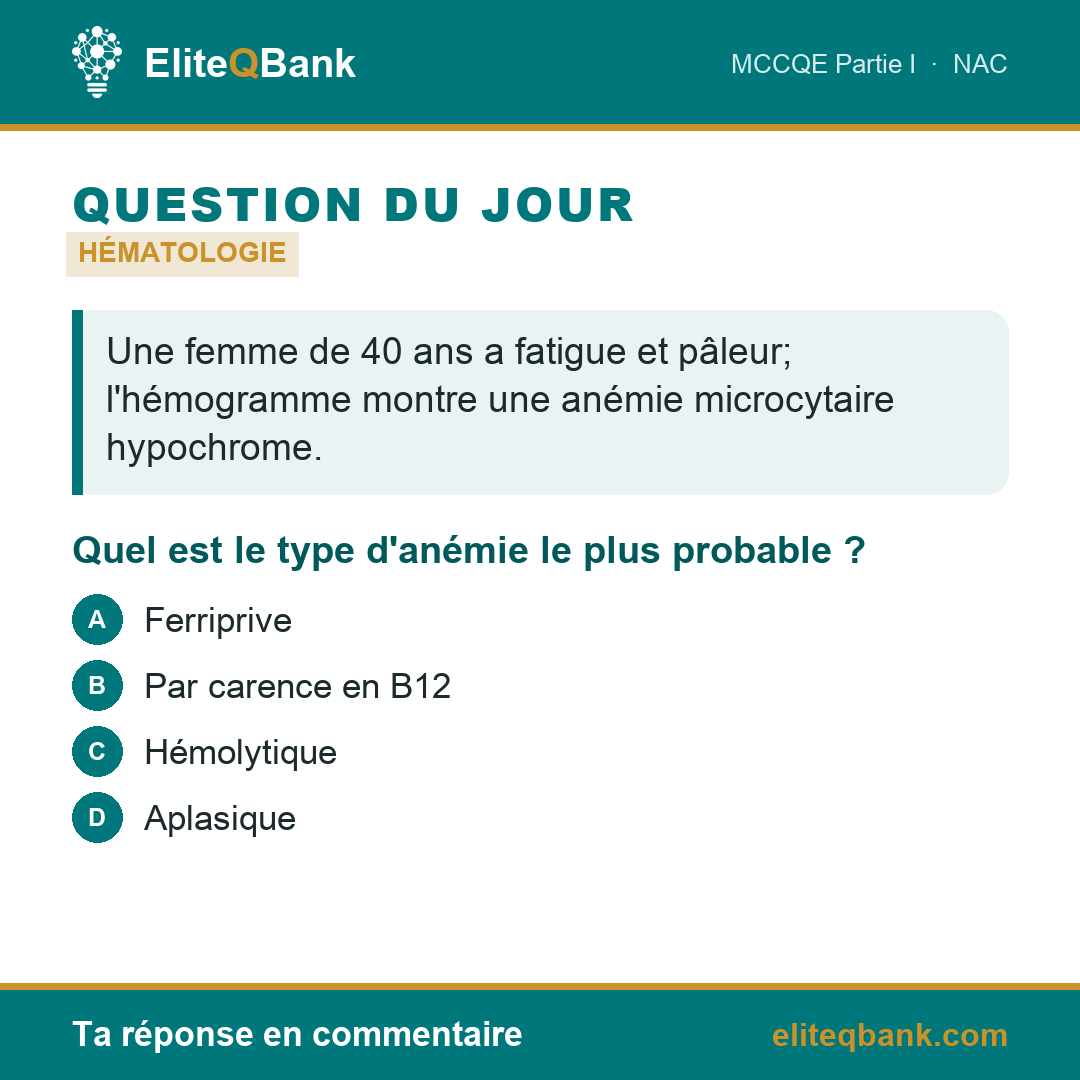 EliteQBank
MCCQE Partie I · NAC
QUESTION DU JOUR
HÉMATOLOGIE
Une femme de 40 ans a fatigue et pâleur;
l'hémogramme montre une anémie microcytaire
hypochrome.
Quel est le type d'anémie le plus probable ?
A Ferriprive
B Par carence en B12
C Hémolytique
D Aplasique
Ta réponse en commentaire
eliteqbank.com